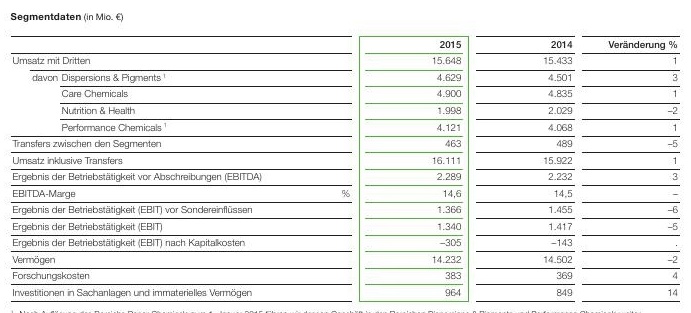 Segmentdaten (in Mio. €)
2015 2014 Veränderung %
Umsatz mit Dritten 15.648 15.433 1
davon Dispersions & Pigments 1 4.629 4.501 3
Care Chemicals 4.900 4.835 1
Nutrition & Health 1.998 2.029 –2
Performance Chemicals 1 4.121 4.068 1
Transfers zwischen den Segmenten 463 489 –5
Umsatz inklusive Transfers 16.111 15.922 1
Ergebnis der Betriebstätigkeit vor Abschreibungen (EBITDA) 2.289 2.232 3
EBITDA-Marge % 14,6 14,5 –
Ergebnis der Betriebstätigkeit (EBIT) vor Sondereinflüssen 1.366 1.455 –6
Ergebnis der Betriebstätigkeit (EBIT) 1.340 1.417 –5
Ergebnis der Betriebstätigkeit (EBIT) nach Kapitalkosten –305 –143 .
Vermögen 14.232 14.502 –2
Forschungskosten 383 369 4
Investitionen in Sachanlagen und immaterielles Vermögen 964 849 14